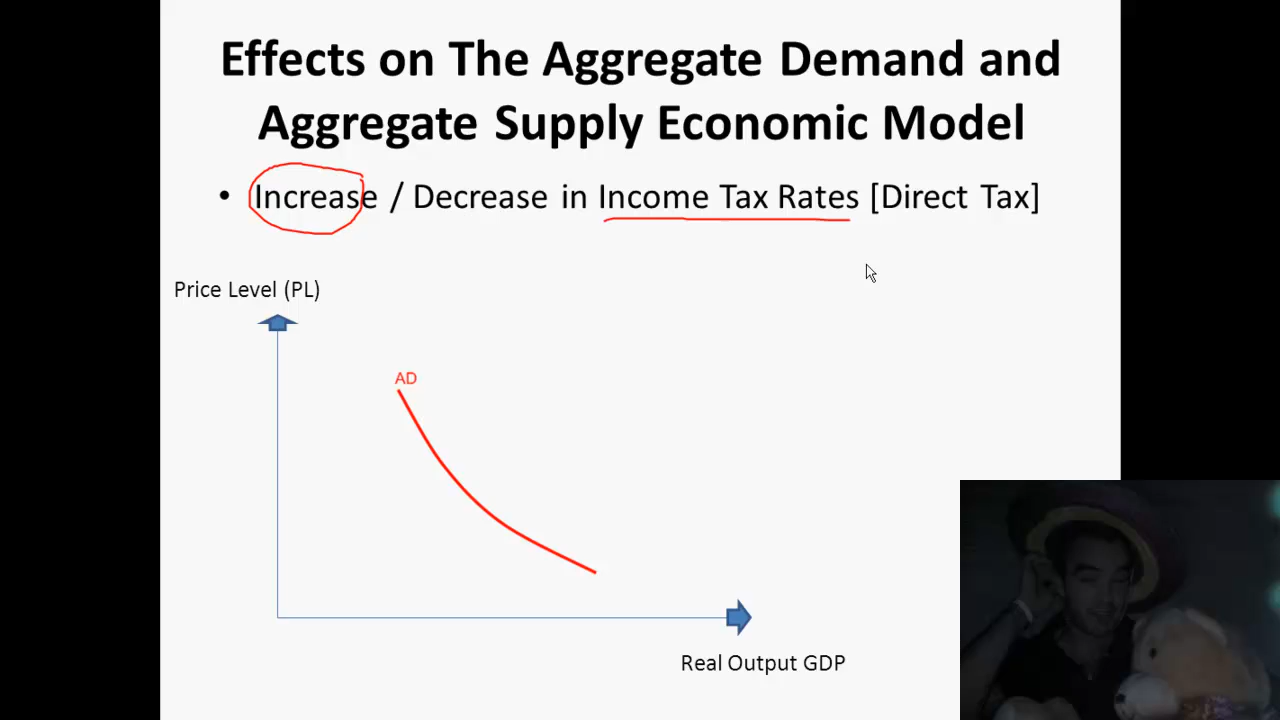 Effects on The Aggregate Demand and
Aggregate Supply Economic Model
• Increase / Decrease in Income Tax Rates [Direct Tax]
Price Level (PL)
AD
Real Output GDP